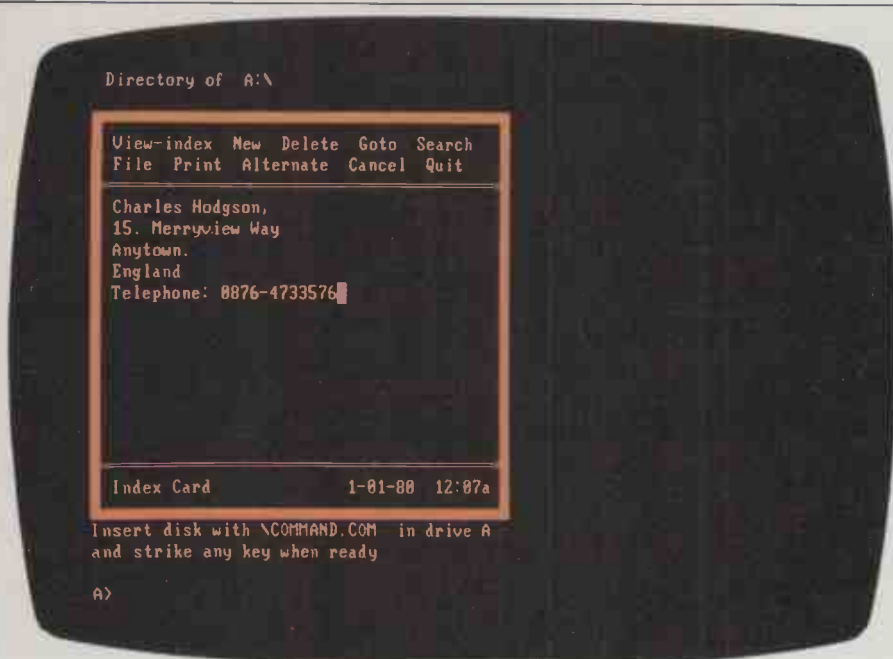 Directory of A:\
View-index New Delete Goto Search
File Print Alternate Cancel Quit
Charles Hodgson,
15. Merryview Way
Anytown.
England
Telephone: 0876-4733576
Index Card 1-01-80 12:07a
Insert disk with \COMMAND.COM in drive A
and strike any key when ready
A>